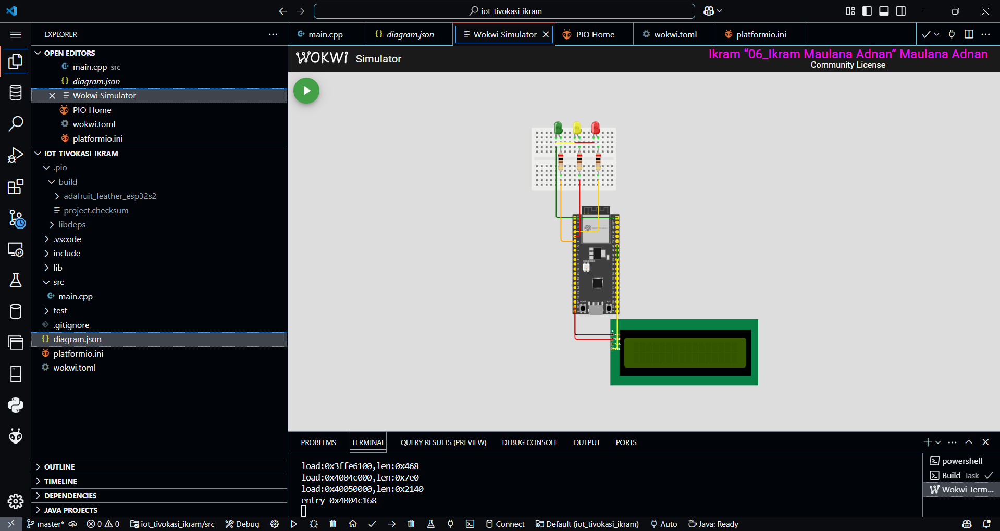 iot_tivokasi_ikram
EXPLORER
OPEN EDITORS
main.cpp src
diagram.json
Wokwi Simulator
PIO Home
wokwi.toml
platformio.ini
IOT_TIVOKASI_IKRAM
.pio
build
adafruit_feather_esp32s2
project.checksum
libdeps
.vscode
include
lib
src
main.cpp
test
.gitignore
diagram.json
platformio.ini
wokwi.toml
OUTLINE
TIMELINE
DEPENDENCIES
JAVA PROJECTS
main.cpp
diagram.json
Wokwi Simulator
PIO Home
wokwi.toml
platformio.ini
WOKWi Simulator
Ikram “06_Ikram Maulana Adnan” Maulana Adnan
Community License
PROBLEMS
TERMINAL
QUERY RESULTS (PREVIEW)
DEBUG CONSOLE
OUTPUT
PORTS
load:0x3ffe6100,len:0x468
load:0x4004c000,len:0x7e0
load:0x40050000,len:0x2140
entry 0x4004c168
powershell
Build Task
Wokwi Term...
master*
0 0
iot_tivokasi_ikram/src
Debug
Connect
Default (iot_tivokasi_ikram)
Auto
Java: Ready